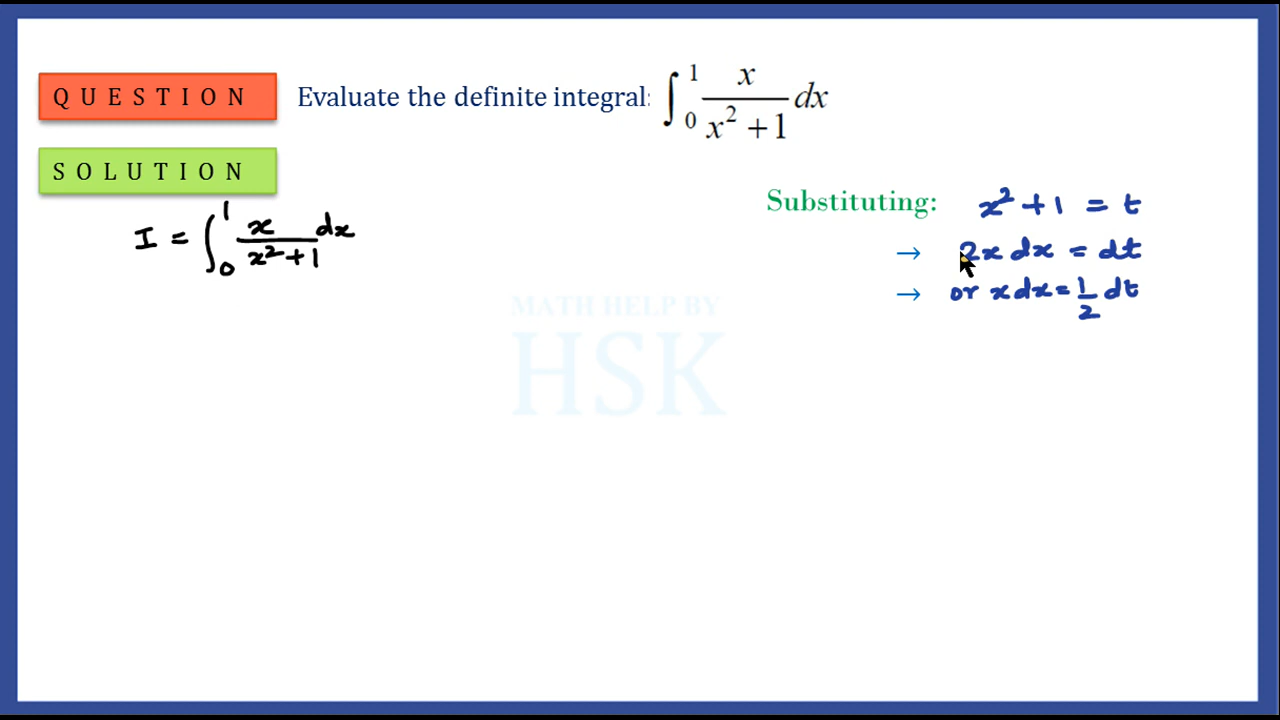 QUESTION Evaluate the definite integral: ∫₀¹ x/(x²+1) dx
SOLUTION
I = ∫₀¹ x/(x²+1) dx
Substituting: x²+1 = t
→ 2x dx = dt
→ or x dx = 1/2 dt
MATH HELP BY
HSK